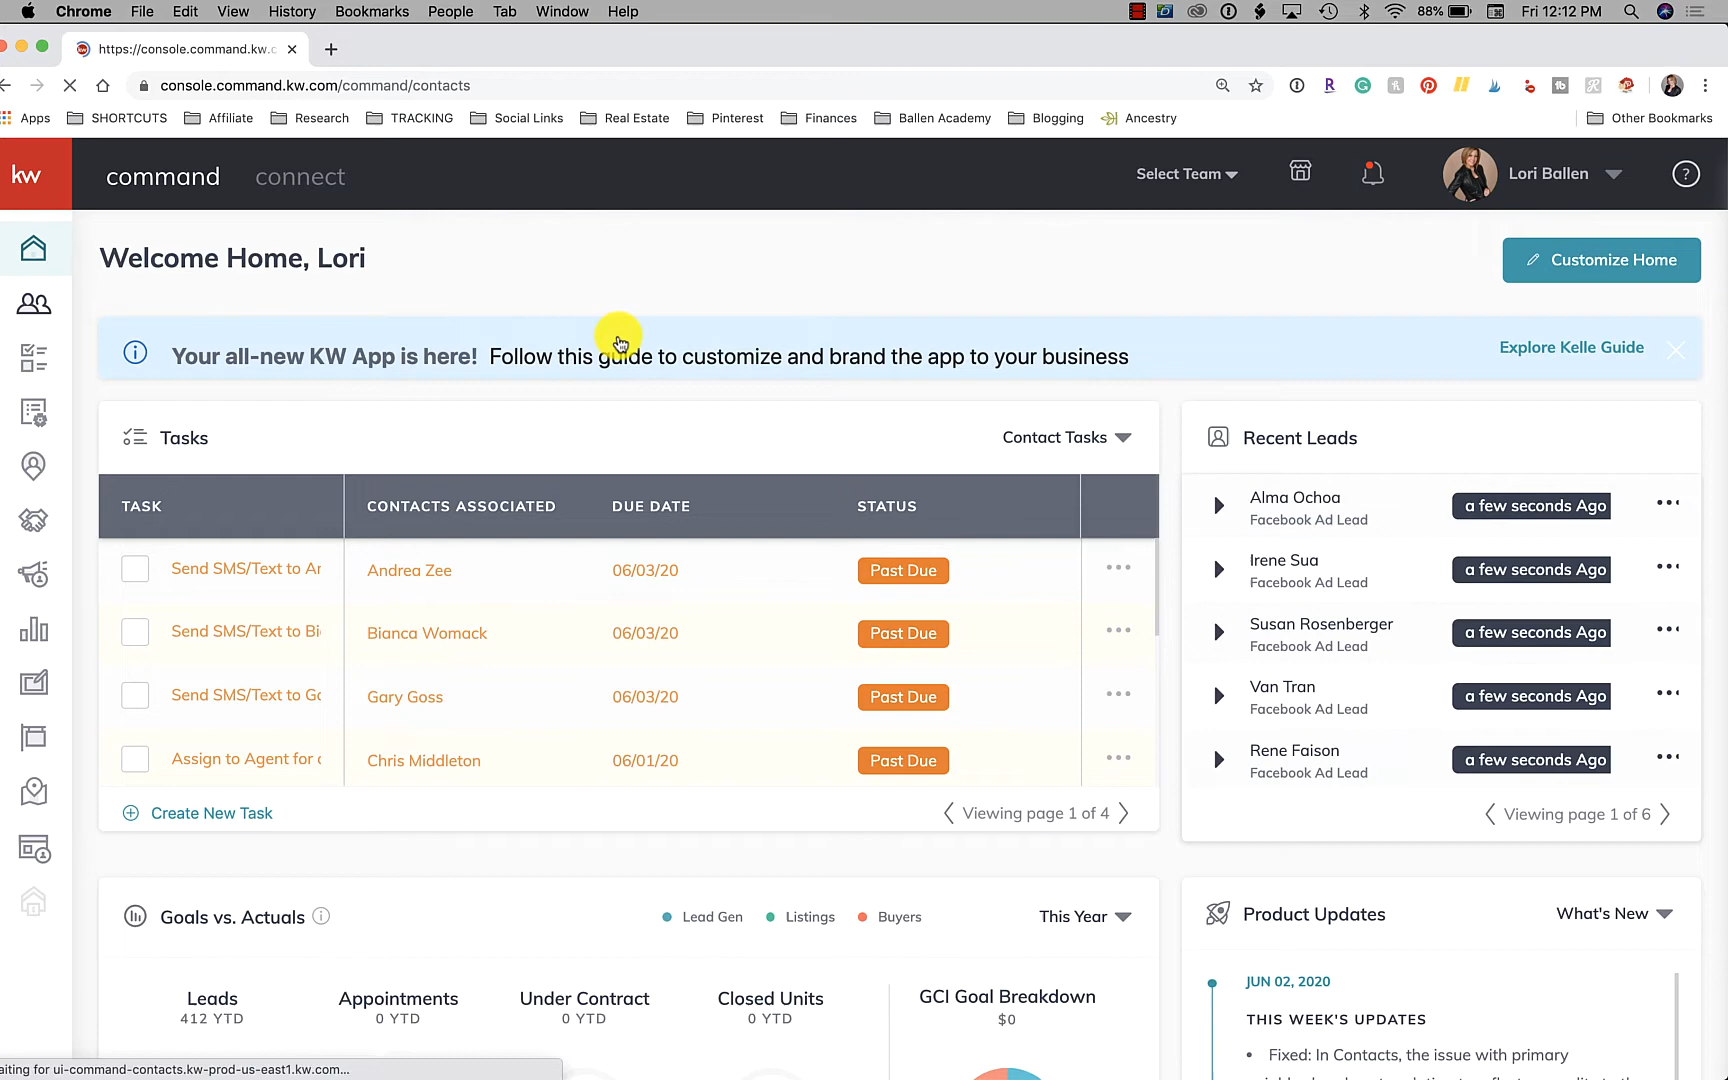 Chrome File Edit View History Bookmarks People Tab Window Help 88% Fri 12:12 PM
https://console.command.kw.c
console.command.kw.com/command/contacts
Apps SHORTCUTS Affiliate Research TRACKING Social Links Real Estate Pinterest Finances Ballen Academy Blogging Ancestry Other Bookmarks
kw command connect Select Team Lori Ballen ?
Welcome Home, Lori
Customize Home
Your all-new KW App is here! Follow this guide to customize and brand the app to your business
Explore Kelle Guide
Tasks Contact Tasks
TASK CONTACTS ASSOCIATED DUE DATE STATUS
Send SMS/Text to Ar Andrea Zee 06/03/20 Past Due
Send SMS/Text to Bi Bianca Womack 06/03/20 Past Due
Send SMS/Text to Gc Gary Goss 06/03/20 Past Due
Assign to Agent for c Chris Middleton 06/01/20 Past Due
Create New Task Viewing page 1 of 4
Recent Leads
Alma Ochoa
Facebook Ad Lead
a few seconds Ago
Irene Sua
Facebook Ad Lead
a few seconds Ago
Susan Rosenberger
Facebook Ad Lead
a few seconds Ago
Van Tran
Facebook Ad Lead
a few seconds Ago
Rene Faison
Facebook Ad Lead
a few seconds Ago
Viewing page 1 of 6
Goals vs. Actuals Lead Gen Listings Buyers This Year
Leads
412 YTD
Appointments
0 YTD
Under Contract
0 YTD
Closed Units
0 YTD
GCI Goal Breakdown
$0
Product Updates What's New
JUN 02, 2020
THIS WEEK'S UPDATES
• Fixed: In Contacts, the issue with primary
aiting for ui-command-contacts.kw-prod-us-east1.kw.com...